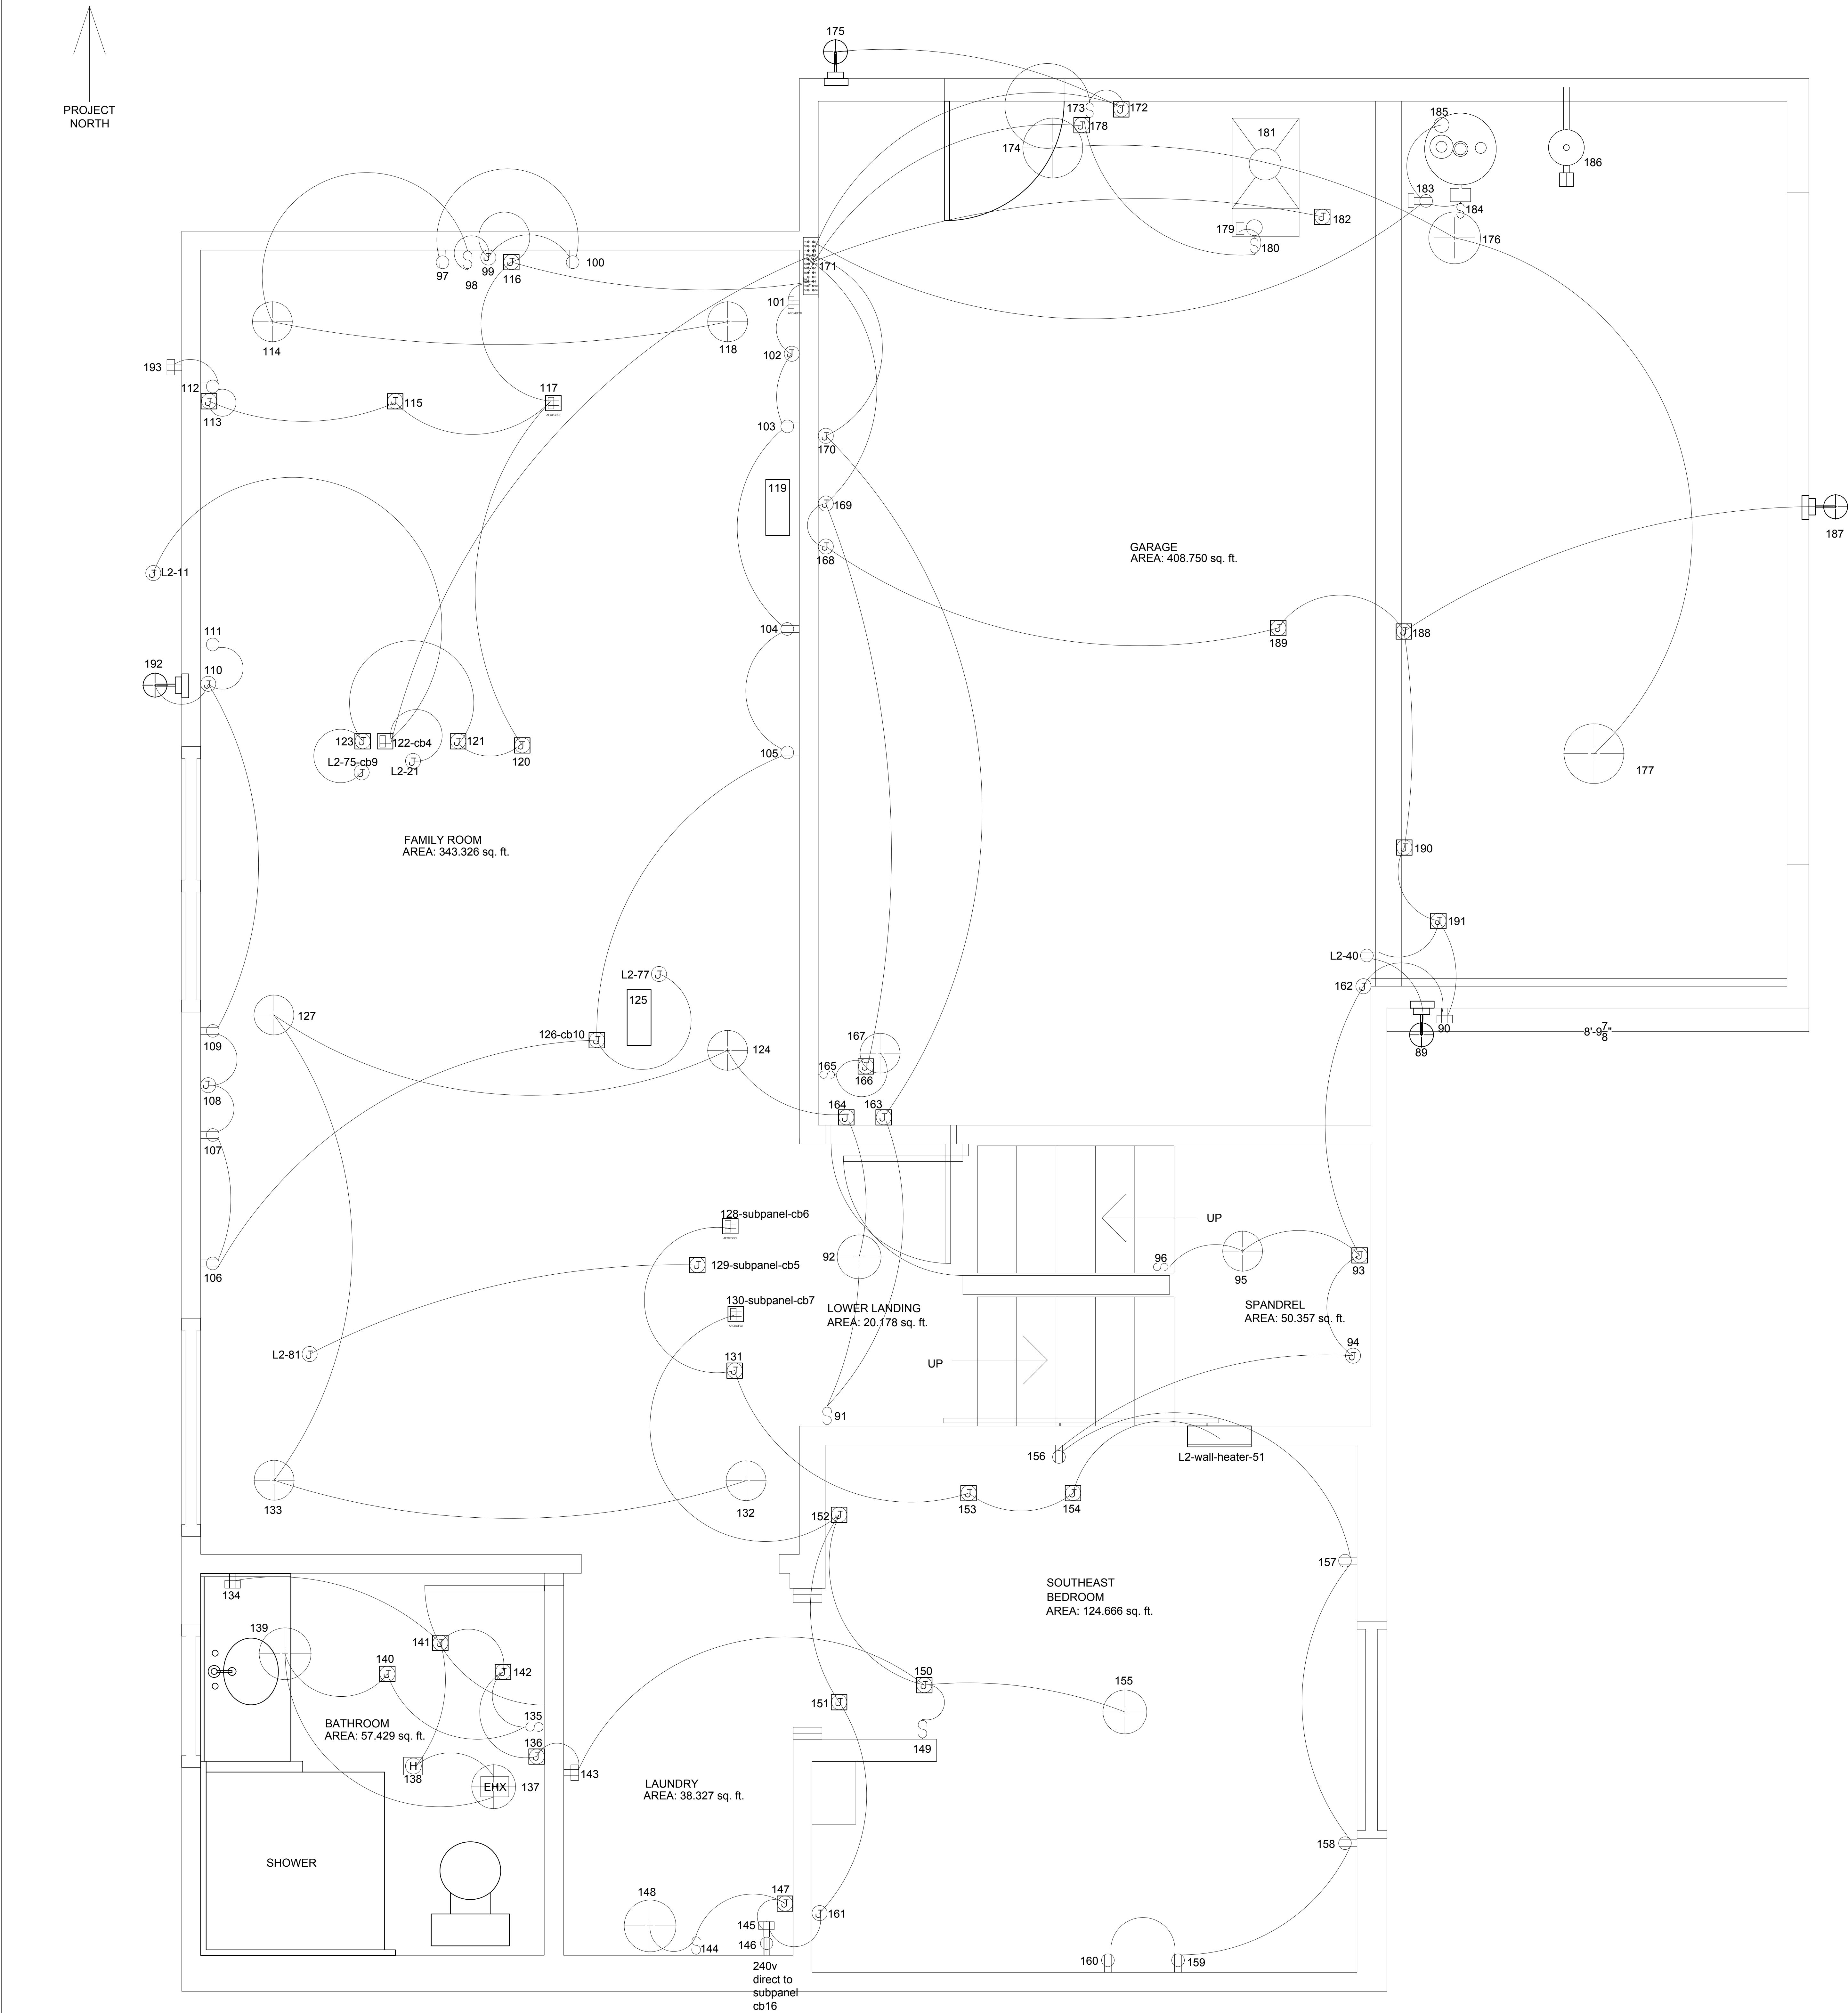 175
PROJECT
NORTH
173
172
178
174
181
185
186
183
184
182
179
180
176
97
98
99
116
100
171
101
114
118
102
193
112
113
115
117
103
170
119
169
187
168
GARAGE
AREA: 408.750 sq. ft.
L2-11
111
104
189
188
192
110
123
122-cb4
121
120
L2-75-cb9
L2-21
105
177
FAMILY ROOM
AREA: 343.326 sq. ft.
190
191
L2-77
L2-40
125
162
127
126-cb10
124
167
90
8'-9 7/8"
109
165
166
89
108
164
163
107
128-subpanel-cb6
UP
106
129-subpanel-cb5
92
96
95
93
130-subpanel-cb7
LOWER LANDING
AREA: 20.178 sq. ft.
SPANDREL
AREA: 50.357 sq. ft.
L2-81
131
UP
94
91
156
L2-wall-heater-51
133
132
153
154
152
157
134
SOUTHEAST
BEDROOM
AREA: 124.666 sq. ft.
139
141
140
142
150
155
151
BATHROOM
AREA: 57.429 sq. ft.
135
149
136
H
138
EHX
137
143
LAUNDRY
AREA: 38.327 sq. ft.
158
SHOWER
148
147
161
145
146
144
160
159
240v
direct to
subpanel
cb16